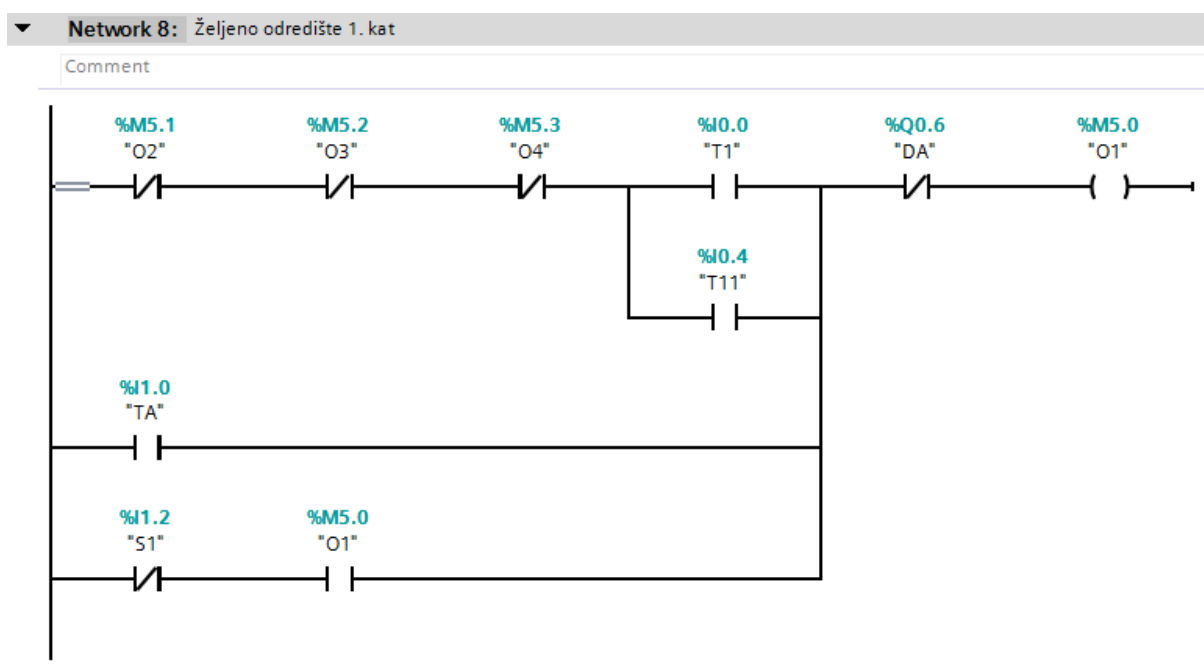 Network 8: Željeno odredište 1. kat
Comment
%M5.1 %M5.2 %M5.3 %I0.0 %Q0.6 %M5.0
"O2" "O3" "O4" "T1" "DA" "O1"
%I0.4
"T11"
%I1.0
"TA"
%I1.2 %M5.0
"S1" "O1"